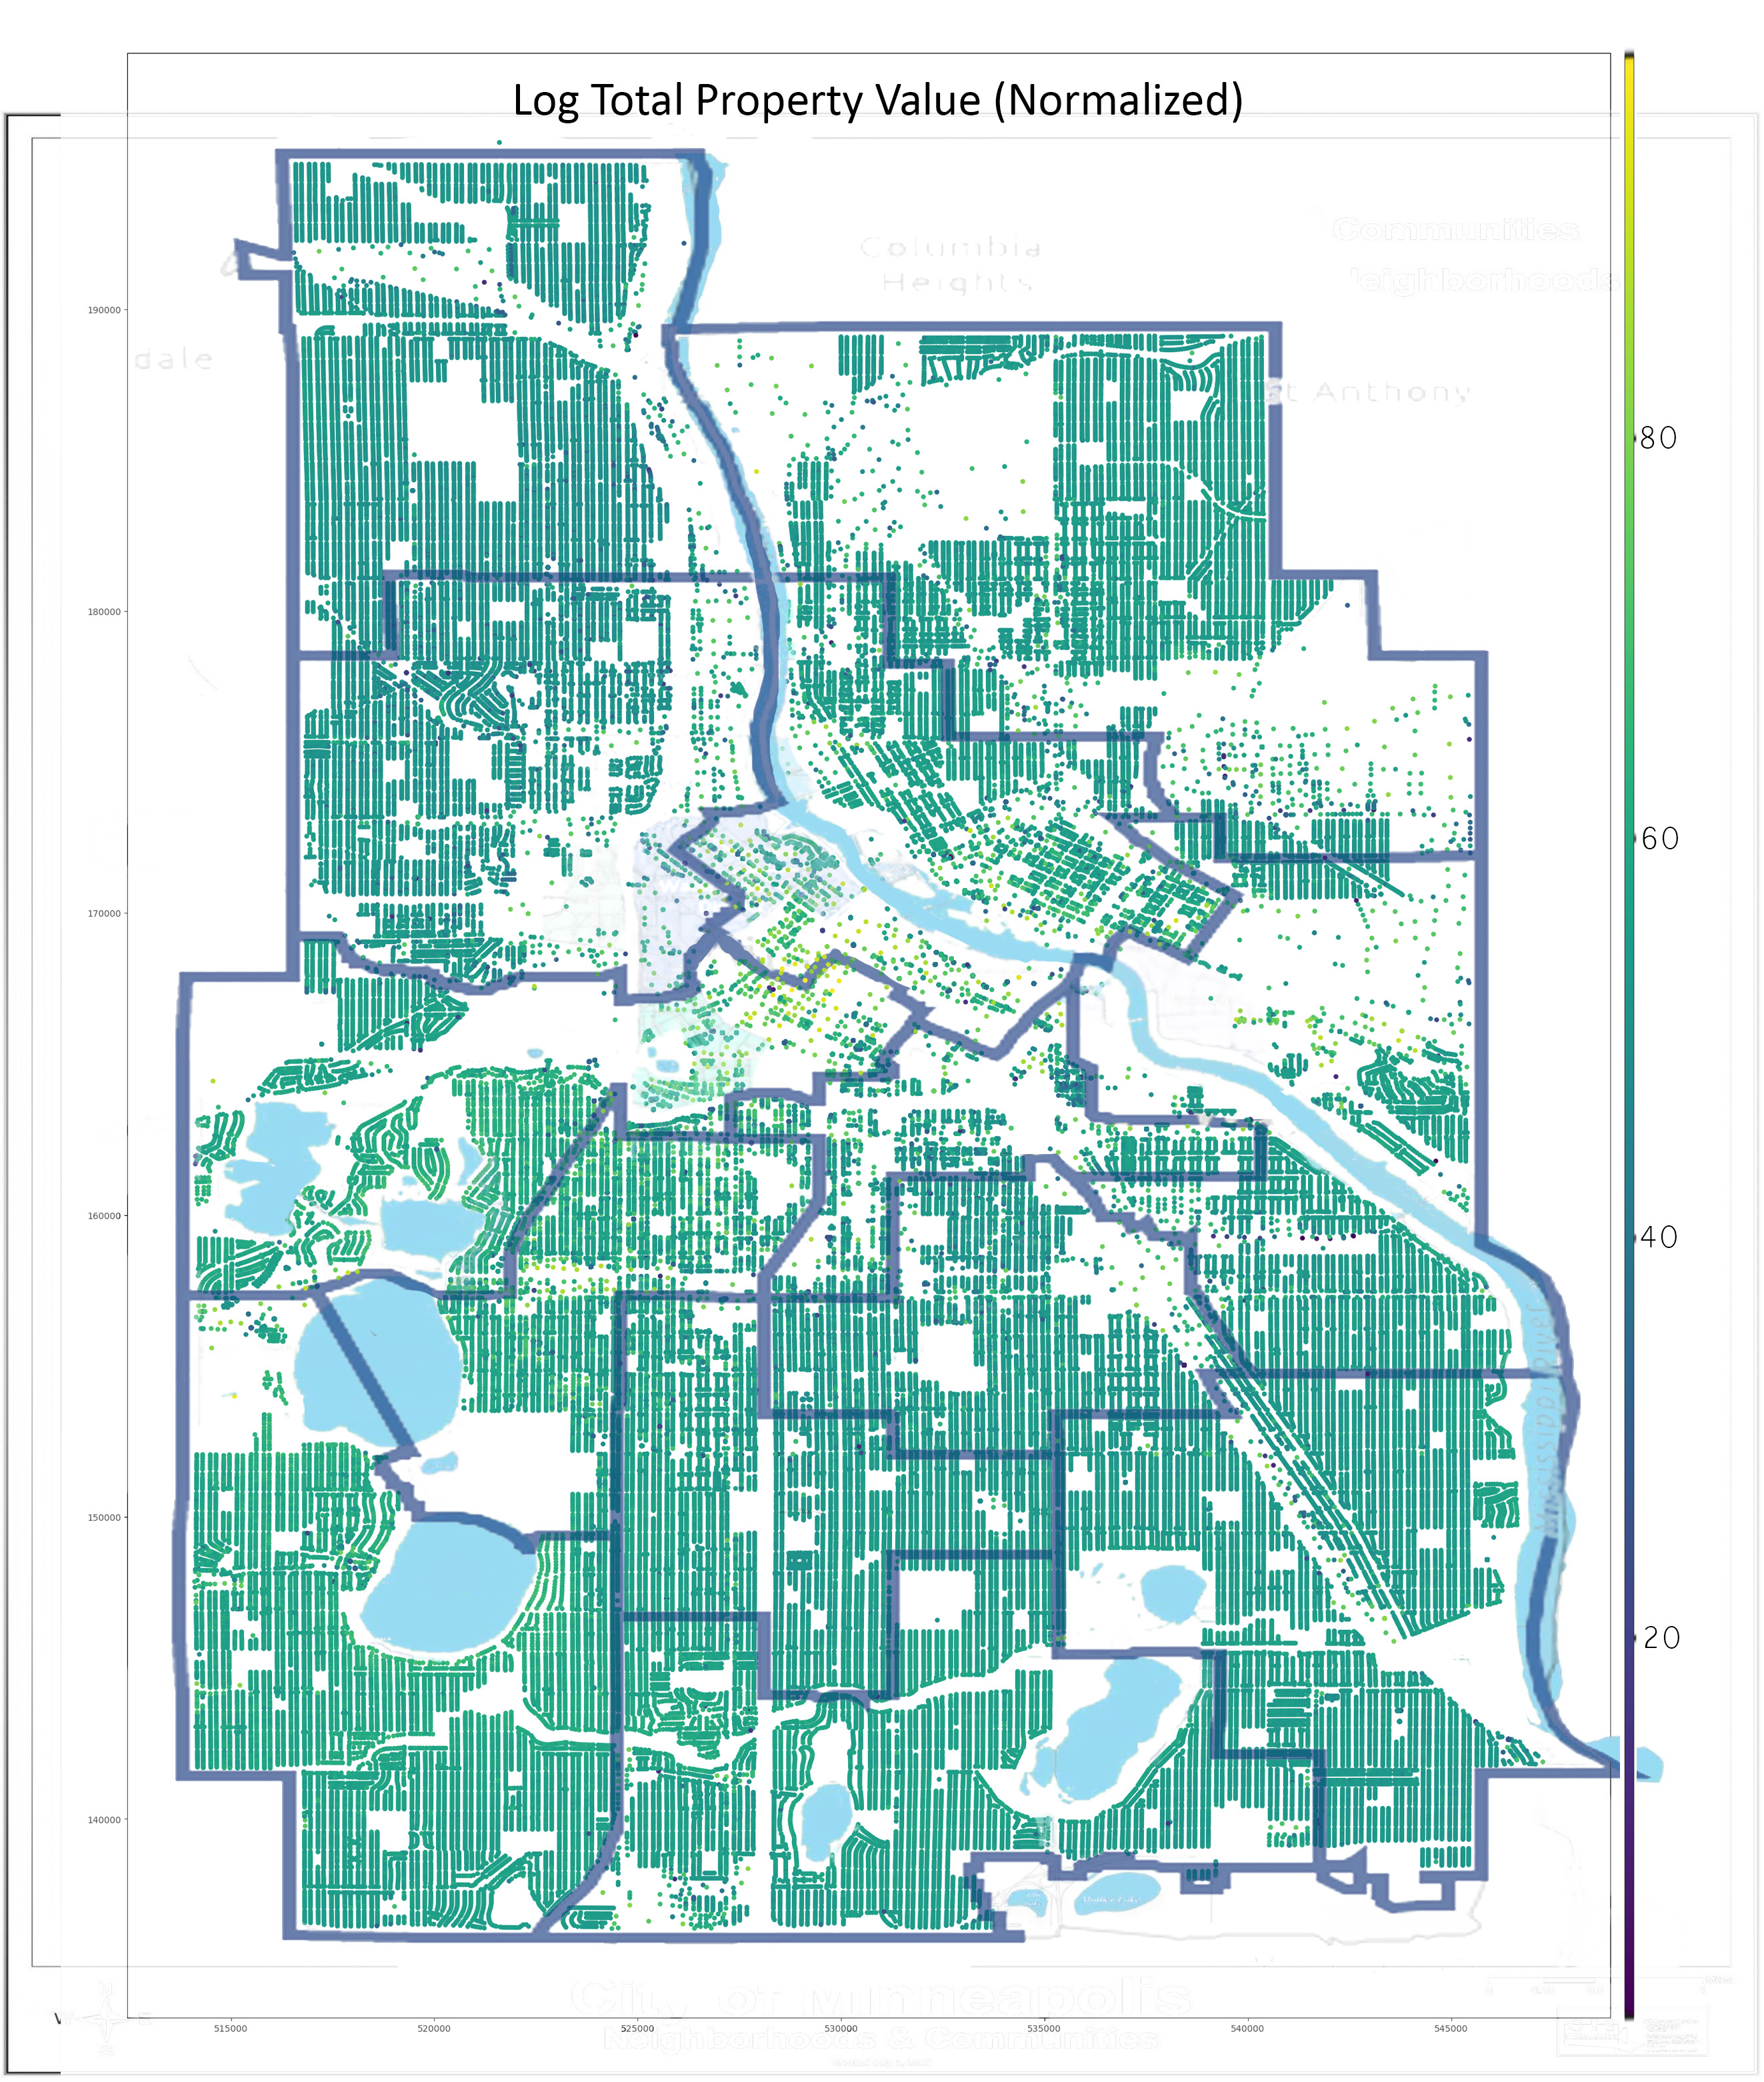 Log Total Property Value (Normalized)
Communities
Columbia
Heights
eighborhoods
190000
dale
St Anthony
80
180000
60
170000
160000
40
150000
Mississippi River
20
140000
City of Minneapolis
515000
520000
525000
530000
535000
540000
545000
Neighborhoods & Communities